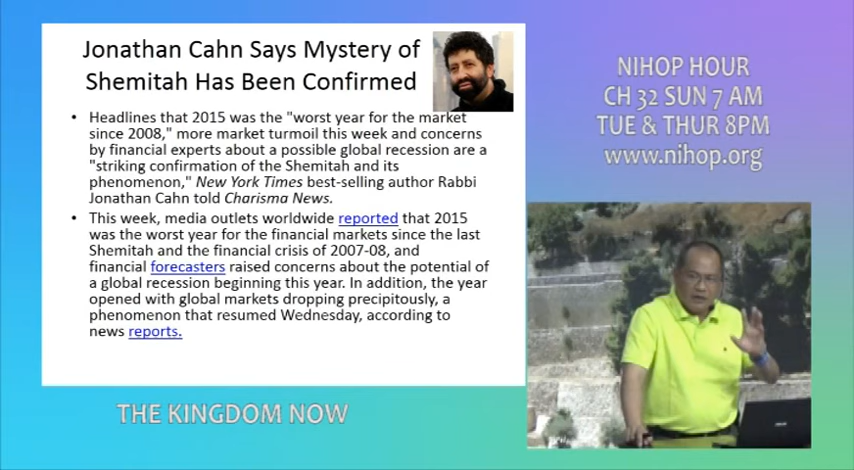 Jonathan Cahn Says Mystery of
Shemitah Has Been Confirmed
• Headlines that 2015 was the "worst year for the market
since 2008," more market turmoil this week and concerns
by financial experts about a possible global recession are a
"striking confirmation of the Shemitah and its
phenomenon," New York Times best-selling author Rabbi
Jonathan Cahn told Charisma News.
• This week, media outlets worldwide reported that 2015
was the worst year for the financial markets since the last
Shemitah and the financial crisis of 2007-08, and
financial forecasters raised concerns about the potential of
a global recession beginning this year. In addition, the year
opened with global markets dropping precipitously, a
phenomenon that resumed Wednesday, according to
news reports.
NIHOP HOUR
CH 32 SUN 7 AM
TUE & THUR 8PM
www.nihop.org
THE KINGDOM NOW